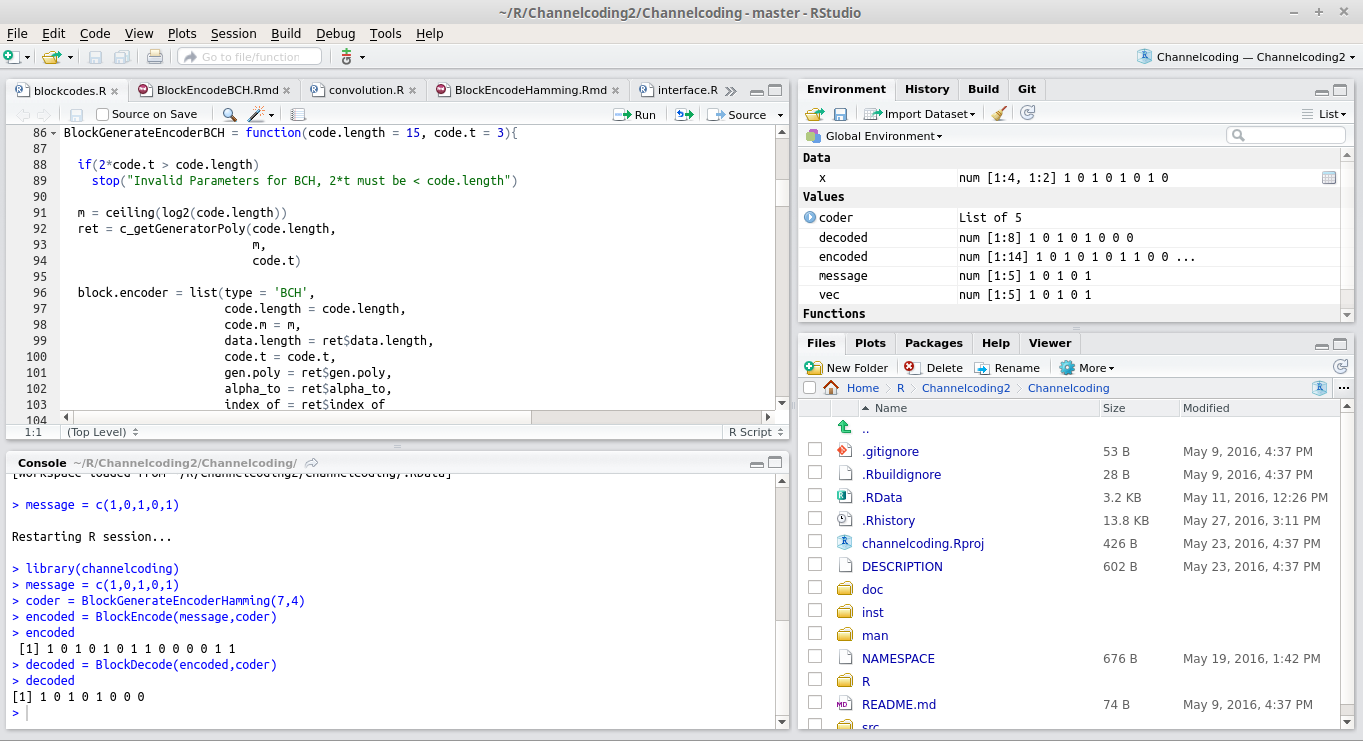 ~/R/Channelcoding2/Channelcoding - master - RStudio
File Edit Code View Plots Session Build Debug Tools Help
Go to file/function
Channelcoding — Channelcoding2
blockcodes.R BlockEncodeBCH.Rmd convolution.R BlockEncodeHamming.Rmd interface.R
Source on Save Run Source
86 BlockGenerateEncoderBCH = function(code.length = 15, code.t = 3){
87
88 if(2*code.t > code.length)
89 stop("Invalid Parameters for BCH, 2*t must be < code.length")
90
91 m = ceiling(log2(code.length))
92 ret = c_getGeneratorPoly(code.length,
93 m,
94 code.t)
95
96 block.encoder = list(type = 'BCH',
97 code.length = code.length,
98 code.m = m,
99 data.length = ret$data.length,
100 code.t = code.t,
101 gen.poly = ret$gen.poly,
102 alpha_to = ret$alpha_to,
103 index_of = ret$index_of
104
1:1 (Top Level) R Script
Console ~/R/Channelcoding2/Channelcoding/
[Workspace loaded from ~/R/Channelcoding2/Channelcoding/.RData]
> message = c(1,0,1,0,1)
Restarting R session...
> library(channelcoding)
> message = c(1,0,1,0,1)
> coder = BlockGenerateEncoderHamming(7,4)
> encoded = BlockEncode(message,coder)
> encoded
[1] 1 0 1 0 1 0 1 1 0 0 0 0 1 1
> decoded = BlockDecode(encoded,coder)
> decoded
[1] 1 0 1 0 1 0 0 0
>
Environment History Build Git
Import Dataset List
Global Environment
Data
x num [1:4, 1:2] 1 0 1 0 1 0 1 0
Values
coder List of 5
decoded num [1:8] 1 0 1 0 1 0 0 0
encoded num [1:14] 1 0 1 0 1 0 1 1 0 0 ...
message num [1:5] 1 0 1 0 1
vec num [1:5] 1 0 1 0 1
Functions
Files Plots Packages Help Viewer
New Folder Delete Rename More
Home R Channelcoding2 Channelcoding ...
Name Size Modified
..
.gitignore 53 B May 9, 2016, 4:37 PM
.Rbuildignore 28 B May 9, 2016, 4:37 PM
.RData 3.2 KB May 11, 2016, 12:26 PM
.Rhistory 13.8 KB May 27, 2016, 3:11 PM
channelcoding.Rproj 426 B May 23, 2016, 4:37 PM
DESCRIPTION 602 B May 23, 2016, 4:37 PM
doc
inst
man
NAMESPACE 676 B May 19, 2016, 1:42 PM
R
README.md 74 B May 9, 2016, 4:37 PM
src